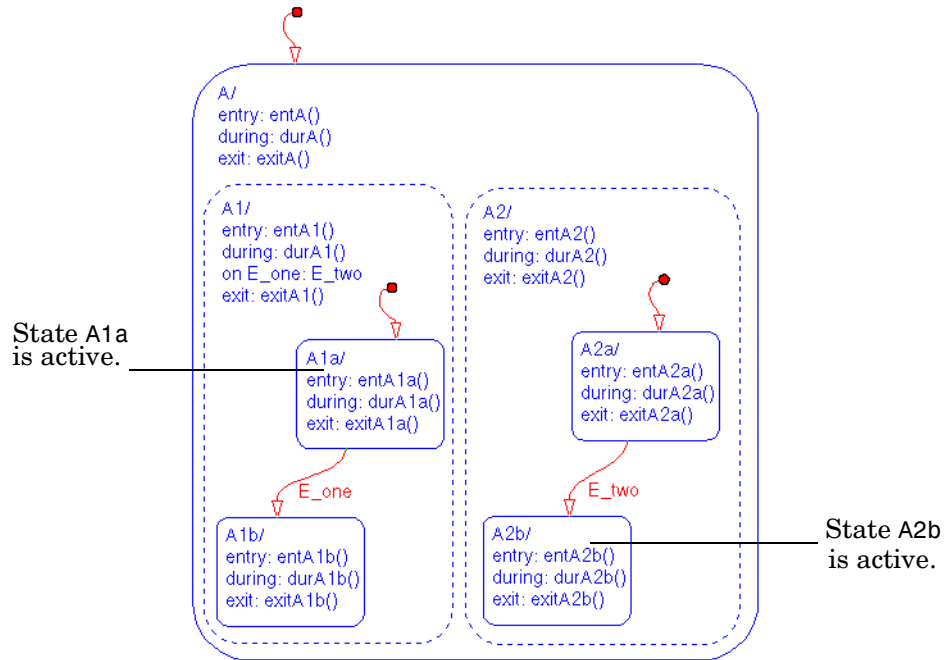 A/
entry: entA()
during: durA()
exit: exitA()
A1/
entry: entA1()
during: durA1()
on E_one: E_two
exit: exitA1()
A2/
entry: entA2()
during: durA2()
exit: exitA2()
State A1a
is active.
A1a/
entry: entA1a()
during: durA1a()
exit: exitA1a()
A2a/
entry: entA2a()
during: durA2a()
exit: exitA2a()
E_one
E_two
A1b/
entry: entA1b()
during: durA1b()
exit: exitA1b()
A2b/
entry: entA2b()
during: durA2b()
exit: exitA2b()
State A2b
is active.